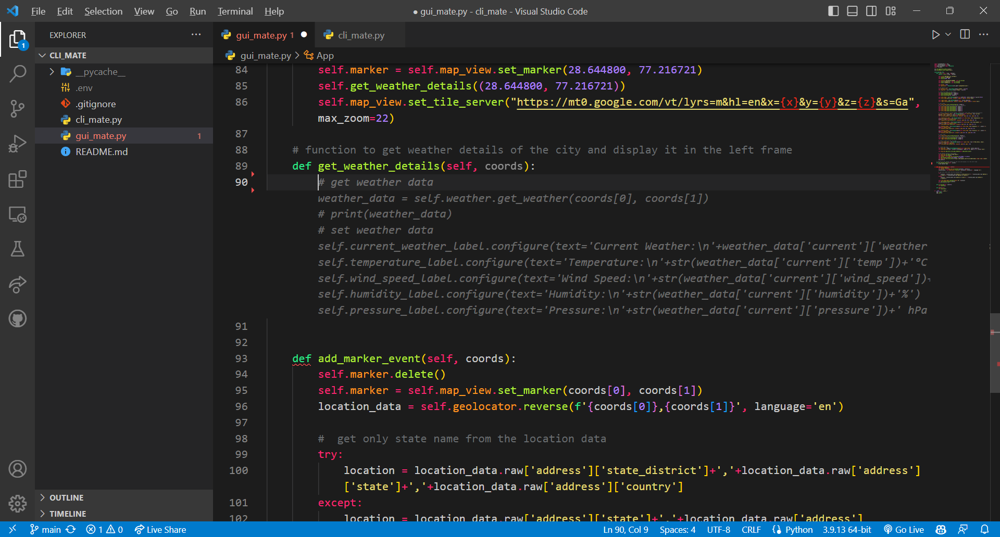 File Edit Selection View Go Run Terminal Help
● gui_mate.py - cli_mate - Visual Studio Code
EXPLORER
gui_mate.py 1
cli_mate.py
1
CLI_MATE
gui_mate.py > App
__pycache__
.env
.gitignore
cli_mate.py
gui_mate.py 1
README.md
84 self.marker = self.map_view.set_marker(28.644800, 77.216721)
85 self.get_weather_details((28.644800, 77.216721))
86 self.map_view.set_tile_server("https://mt0.google.com/vt/lyrs=m&hl=en&x={x}&y={y}&z={z}&s=Ga",
max_zoom=22)
87
88 # function to get weather details of the city and display it in the left frame
89 def get_weather_details(self, coords):
90 # get weather data
weather_data = self.weather.get_weather(coords[0], coords[1])
# print(weather_data)
# set weather data
self.current_weather_label.configure(text='Current Weather:\n'+weather_data['current']['weather
self.temperature_label.configure(text='Temperature:\n'+str(weather_data['current']['temp'])+'°C
self.wind_speed_label.configure(text='Wind Speed:\n'+str(weather_data['current']['wind_speed'])+
self.humidity_label.configure(text='Humidity:\n'+str(weather_data['current']['humidity'])+'%')
self.pressure_label.configure(text='Pressure:\n'+str(weather_data['current']['pressure'])+' hPa
91
92
93 def add_marker_event(self, coords):
94 self.marker.delete()
95 self.marker = self.map_view.set_marker(coords[0], coords[1])
96 location_data = self.geolocator.reverse(f'{coords[0]},{coords[1]}', language='en')
97
98 #  get only state name from the location data
99 try:
100 location = location_data.raw['address']['state_district']+','+location_data.raw['address']
['state']+','+location_data.raw['address']['country']
101 except:
102 location = location_data.raw['address']['state']+','+location_data.raw['address']
OUTLINE
TIMELINE
main 1 0 Live Share
Ln 90, Col 9 Spaces: 4 UTF-8 CRLF Python 3.9.13 64-bit Go Live